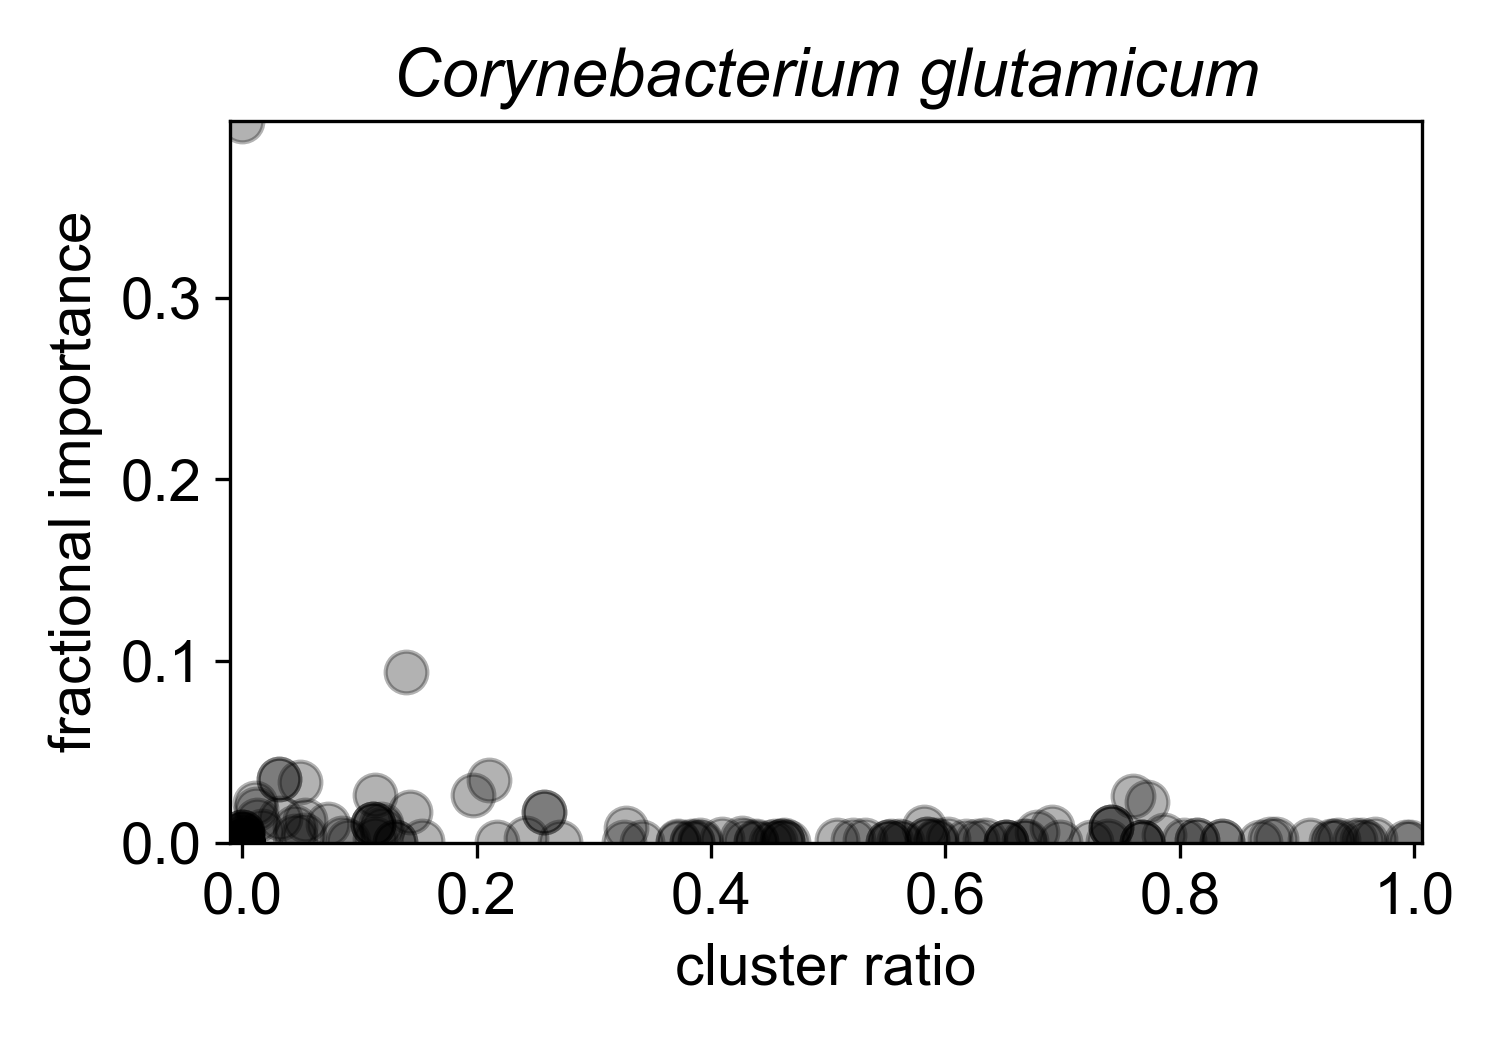 Corynebacterium glutamicum
fractional importance
0.3
0.2
0.1
0.0
0.0 0.2 0.4 0.6 0.8 1.0
cluster ratio